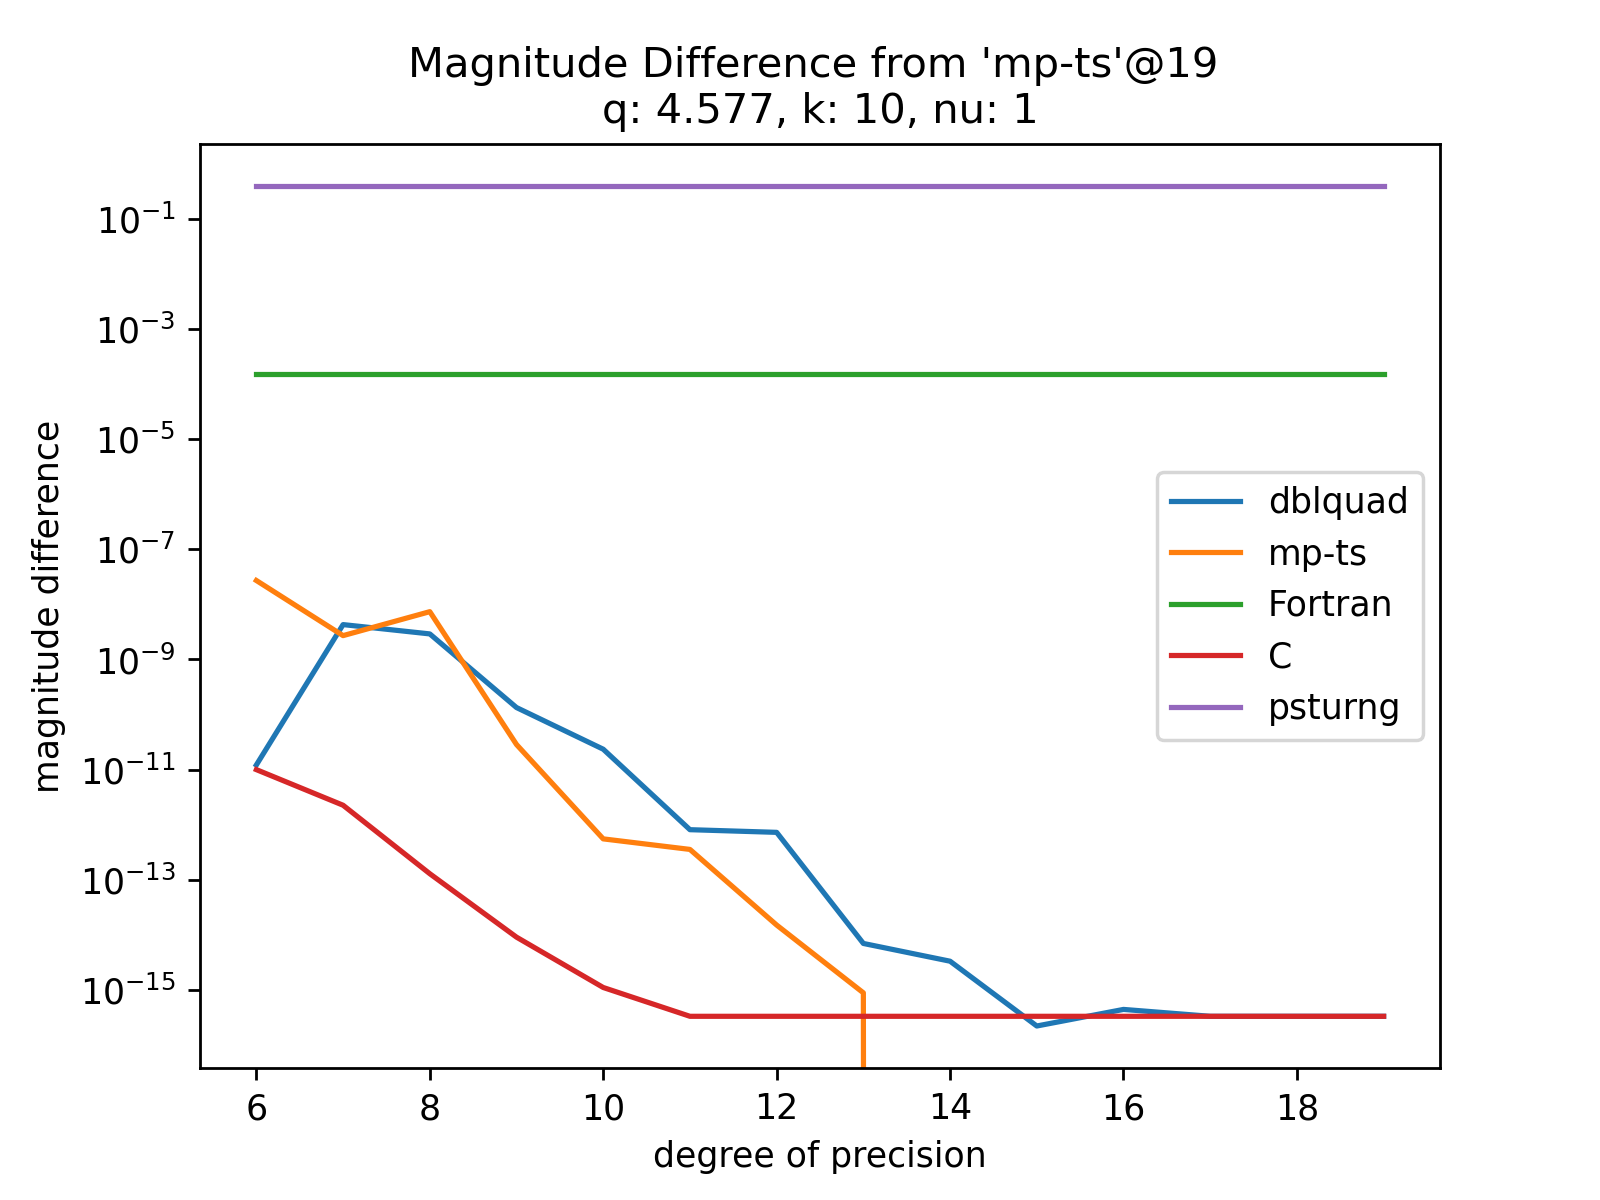 Magnitude Difference from 'mp-ts'@19
q: 4.577, k: 10, nu: 1
magnitude difference
10⁻¹
10⁻³
10⁻⁵
10⁻⁷
10⁻⁹
10⁻¹¹
10⁻¹³
10⁻¹⁵
dblquad
mp-ts
Fortran
C
psturng
6 8 10 12 14 16 18
degree of precision